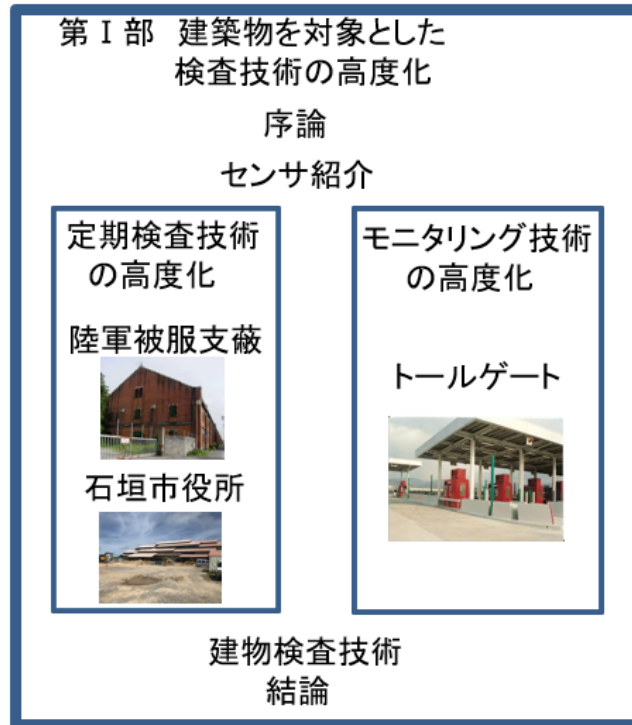 第Ⅰ部 建築物を対象とした
検査技術の高度化
序論
センサ紹介
定期検査技術
の高度化
陸軍被服支蔽
石垣市役所
モニタリング技術
の高度化
トールゲート
建物検査技術
結論